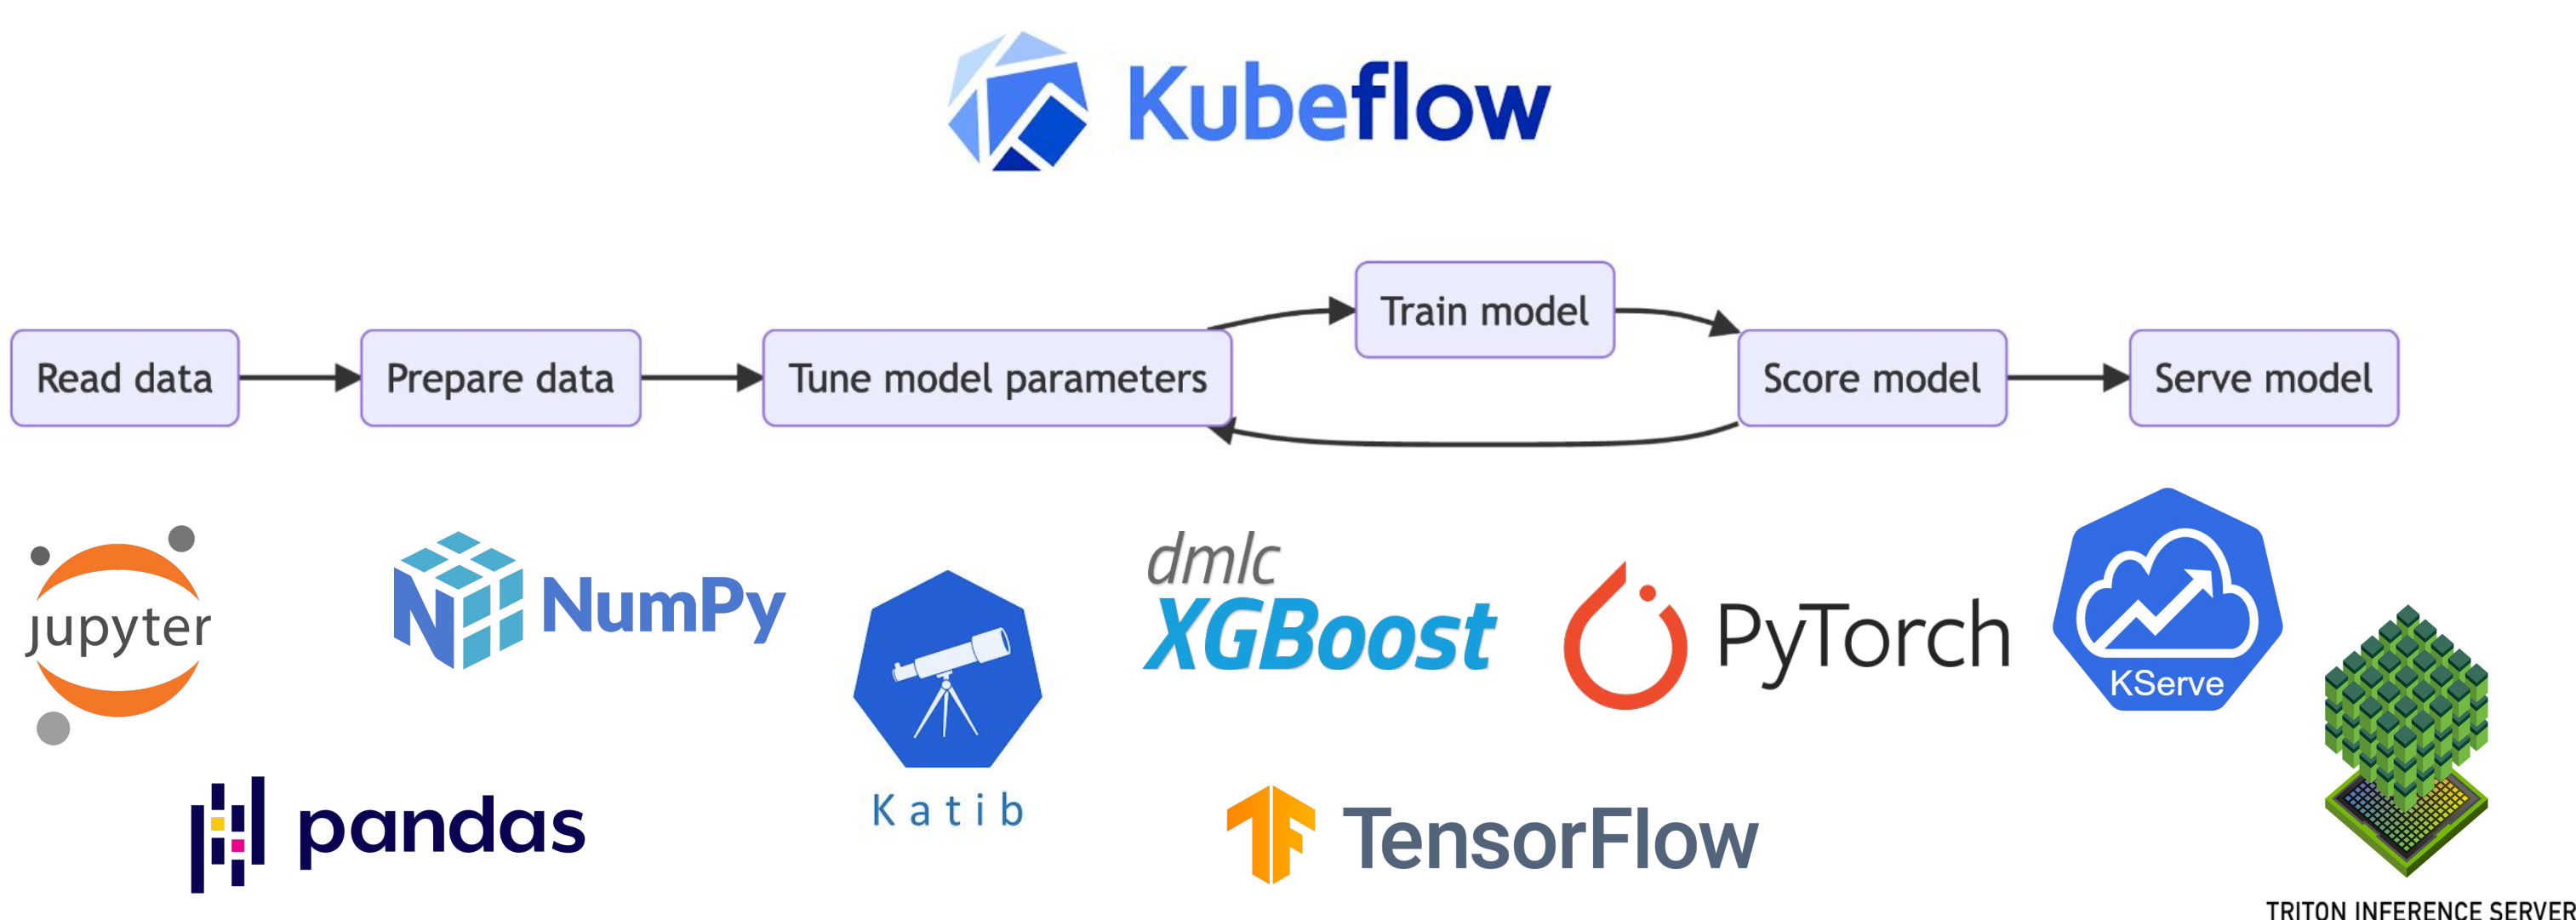 Kubeflow
Train model
Read data
Prepare data
Tune model parameters
Score model
Serve model
jupyter
NumPy
dmlc
XGBoost
PyTorch
KServe
Katib
pandas
TensorFlow
TRITON INFERENCE SERVER